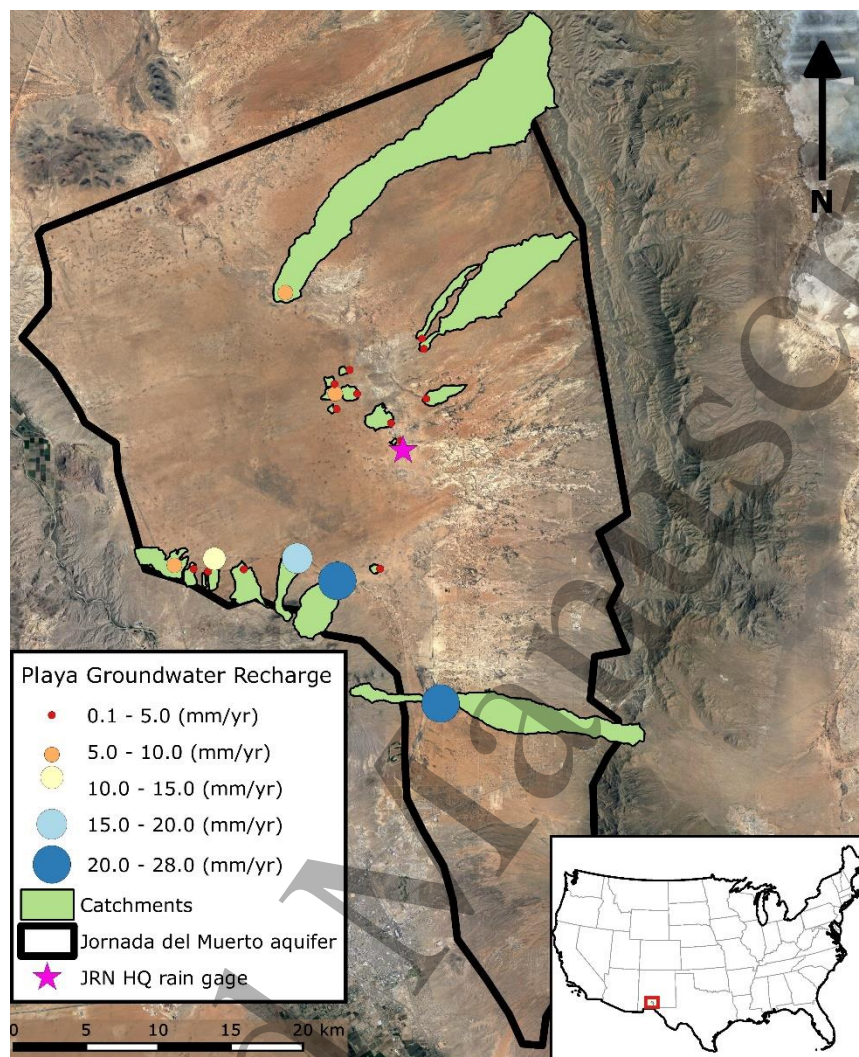 N
Playa Groundwater Recharge
0.1 - 5.0 (mm/yr)
5.0 - 10.0 (mm/yr)
10.0 - 15.0 (mm/yr)
15.0 - 20.0 (mm/yr)
20.0 - 28.0 (mm/yr)
Catchments
Jornada del Muerto aquifer
JRN HQ rain gage
0 5 10 15 20 km